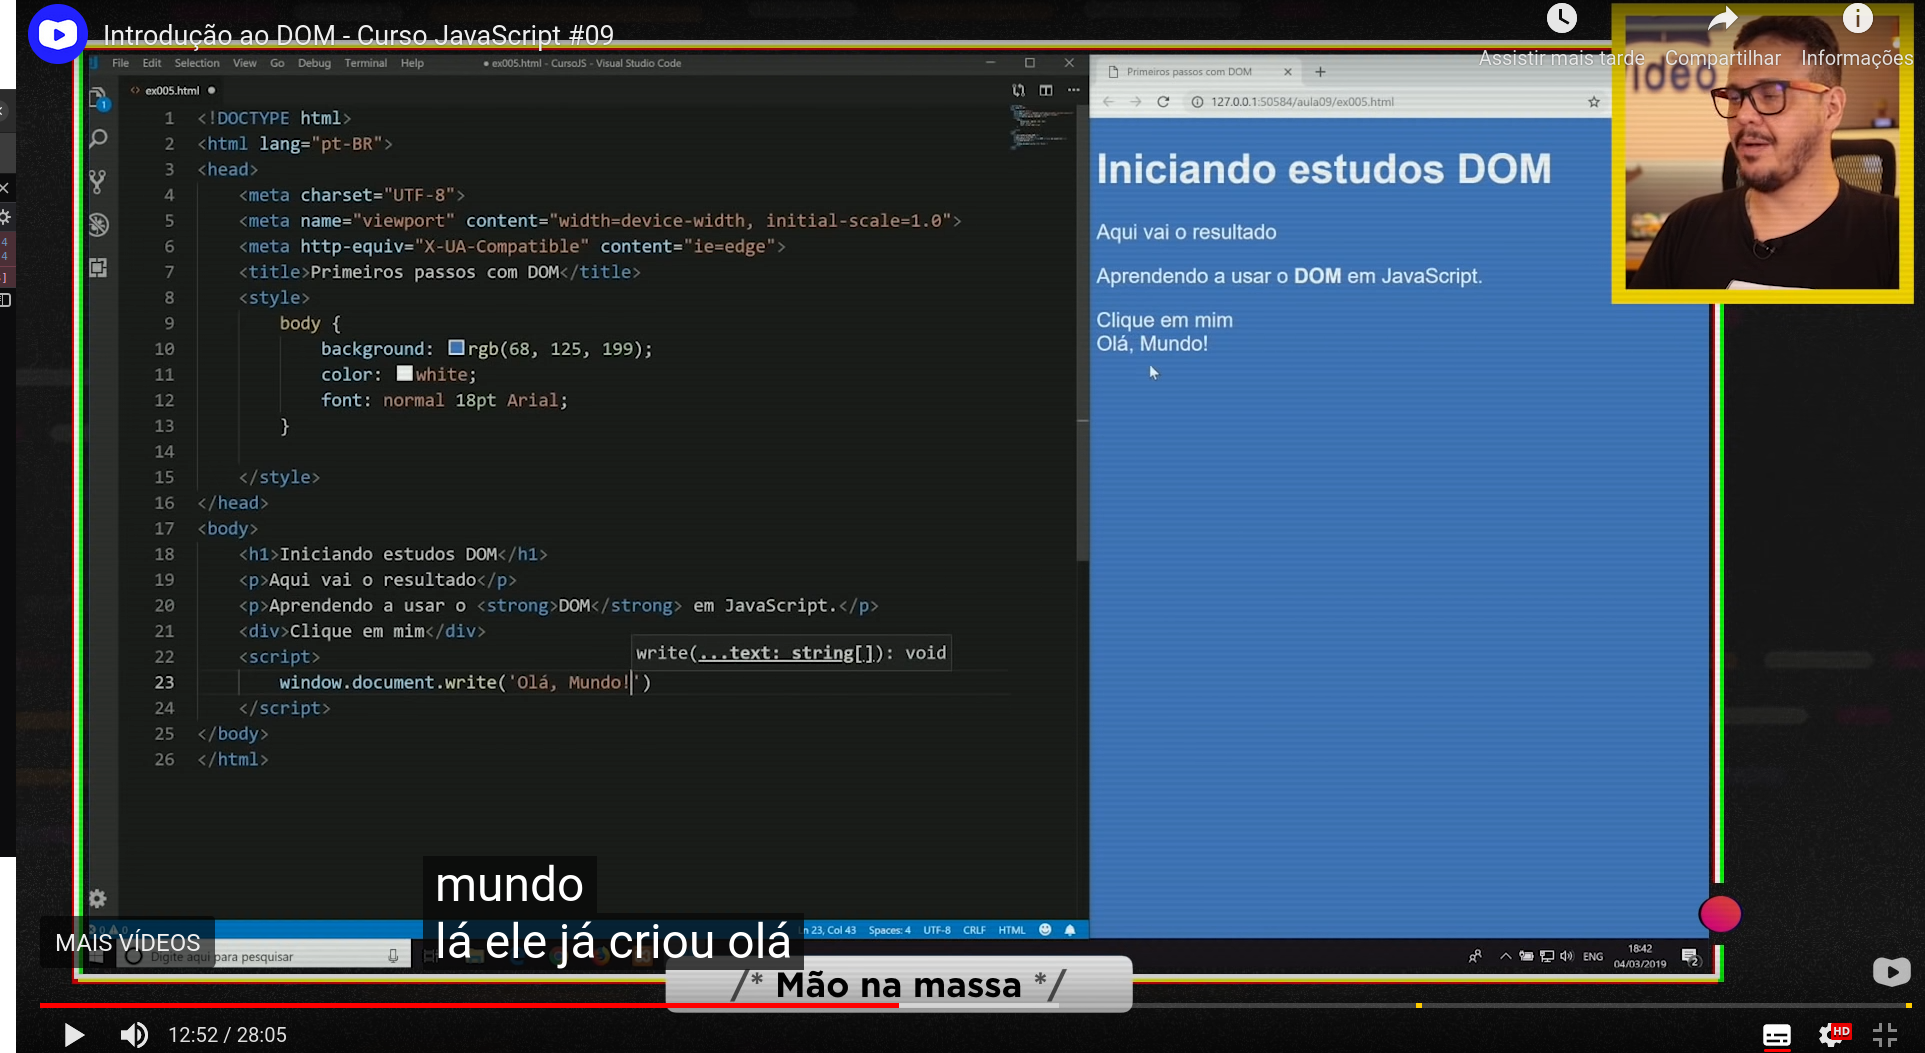 Introdução ao DOM - Curso JavaScript #09
Assistir mais tarde
Compartilhar
Informações
File Edit Selection View Go Debug Terminal Help
● ex005.html - CursoJS - Visual Studio Code
ex005.html
1 <!DOCTYPE html>
2 <html lang="pt-BR">
3 <head>
4 <meta charset="UTF-8">
5 <meta name="viewport" content="width=device-width, initial-scale=1.0">
6 <meta http-equiv="X-UA-Compatible" content="ie=edge">
7 <title>Primeiros passos com DOM</title>
8 <style>
9 body {
10 background: rgb(68, 125, 199);
11 color: white;
12 font: normal 18pt Arial;
13 }
14
15 </style>
16 </head>
17 <body>
18 <h1>Iniciando estudos DOM</h1>
19 <p>Aqui vai o resultado</p>
20 <p>Aprendendo a usar o <strong>DOM</strong> em JavaScript.</p>
21 <div>Clique em mim</div>
22 <script>
write(...text: string[]): void
23 window.document.write('Olá, Mundo!')
24 </script>
25 </body>
26 </html>
1
Primeiros passos com DOM
127.0.0.1:50584/aula09/ex005.html
Iniciando estudos DOM
Aqui vai o resultado
Aprendendo a usar o DOM em JavaScript.
Clique em mim
Olá, Mundo!
mundo
lá ele já criou olá
MAIS VÍDEOS
Ln 23, Col 43 Spaces: 4 UTF-8 CRLF HTML
Digite aqui para pesquisar
ENG
18:42
04/03/2019
2
/* Mão na massa */
12:52 / 28:05
HD